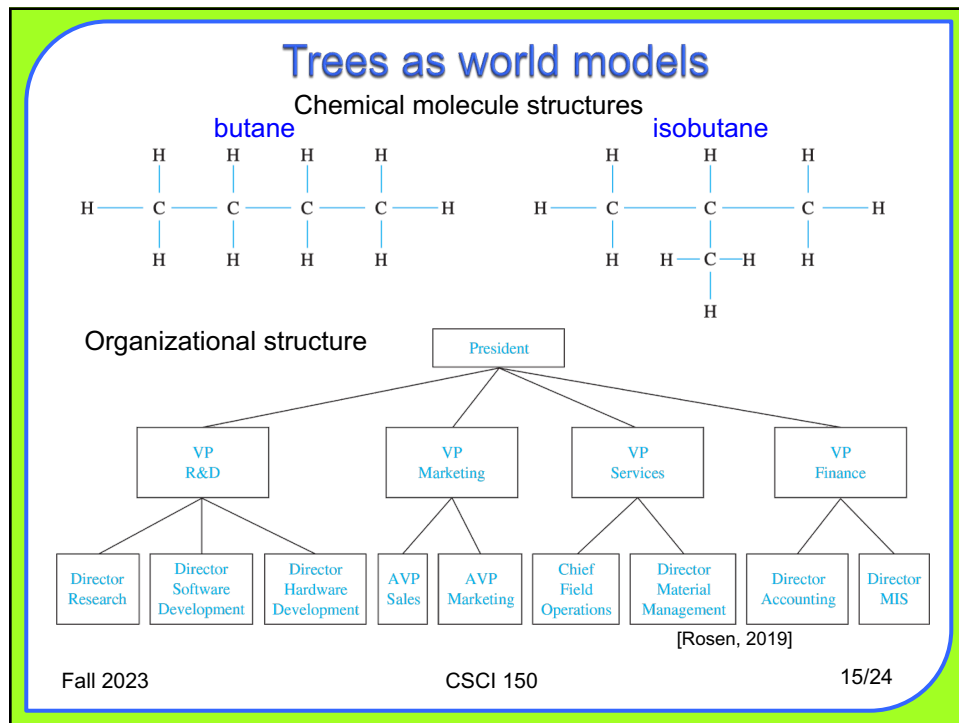 Trees as world models
Chemical molecule structures
butane
isobutane
H H H H
H C C C C H
H H H H
H H H
H C C C H
H H C H H
H
Organizational structure
President
VP
R&D
VP
Marketing
VP
Services
VP
Finance
Director
Research
Director
Software
Development
Director
Hardware
Development
AVP
Sales
AVP
Marketing
Chief
Field
Operations
Director
Material
Management
Director
Accounting
Director
MIS
[Rosen, 2019]
Fall 2023
CSCI 150
15/24